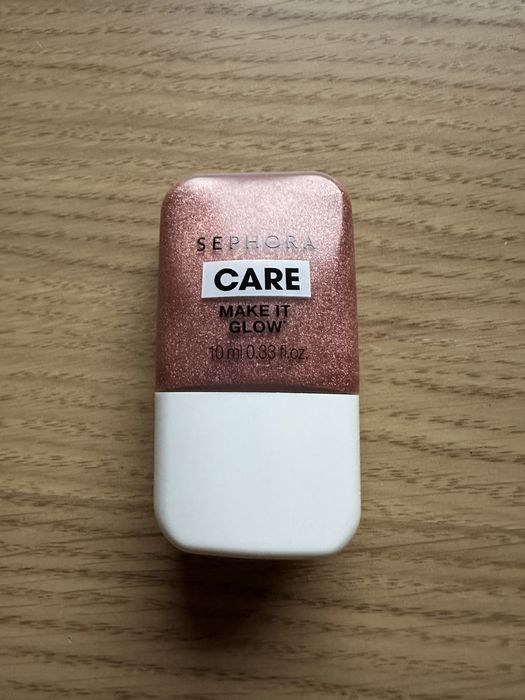 SEPHORA
CARE
MAKE IT
GLOW*
10 ml 0.33 fl.oz.